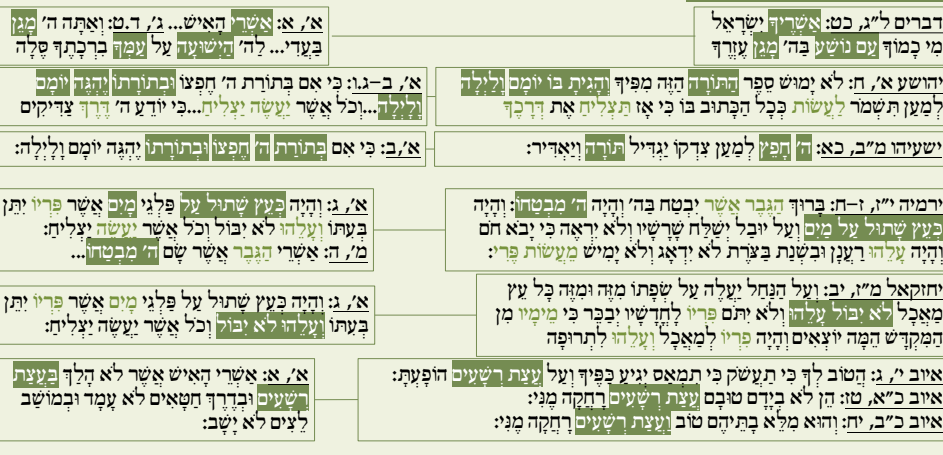 דברים ל"ג, כט: אַשְׁרֶיךָ יִשְׂרָאֵל
מִי כָמוֹךָ עַם נוֹשַׁע בַּה' מָגֵן עֶזְרֶךָ
א', א: אַשְׁרֵי הָאִישׁ... ג', ד.ט: וְאַתָּה ה' מָגֵן
בַּעֲדִי... לַה' הַיְשׁוּעָה עַל עַמְּךָ בִרְכָתֶךָ סֶּלָה
יהושע א', ח: לֹא יָמוּשׁ סֵפֶר הַתּוֹרָה הַזֶּה מִפִּיךָ וְהָגִיתָ בּוֹ יוֹמָם וָלַיְלָה
לְמַעַן תִּשְׁמֹר לַעֲשׂוֹת כְּכָל הַכָּתוּב בּוֹ כִּי אָז תַּצְלִיחַ אֶת דְּרָכֶךָ
א', ב–ג.ו: כִּי אִם בְּתוֹרַת ה' חֶפְצוֹ וּבְתוֹרָתוֹ יֶהְגֶּה יוֹמָם
וָלָיְלָה...וְכֹל אֲשֶׁר יַעֲשֶׂה יַצְלִיחַ...כִּי יוֹדֵעַ ה' דֶּרֶךְ צַדִּיקִים
ישעיהו מ"ב, כא: ה' חָפֵץ לְמַעַן צִדְקוֹ יַגְדִּיל תּוֹרָה וְיַאְדִּיר:
א',ב: כִּי אִם בְּתוֹרַת ה' חֶפְצוֹ וּבְתוֹרָתוֹ יֶהְגֶּה יוֹמָם וָלָיְלָה:
ירמיה י"ז, ז–ח: בָּרוּךְ הַגֶּבֶר אֲשֶׁר יִבְטַח בַּה' וְהָיָה ה' מִבְטַחוֹ: וְהָיָה
כְּעֵץ שָׁתוּל עַל מַיִם וְעַל יוּבַל יְשַׁלַּח שָׁרָשָׁיו וְלֹא יִרְאֶה כִּי יָבֹא חֹם
וְהָיָה עָלֵהוּ רַעֲנָן וּבִשְׁנַת בַּצֹּרֶת לֹא יִדְאָג וְלֹא יָמִישׁ מֵעֲשׂוֹת פֶּרִי:
א', ג: וְהָיָה כְּעֵץ שָׁתוּל עַל פַּלְגֵי מָיִם אֲשֶׁר פִּרְיוֹ יִתֵּן
בְּעִתּוֹ וְעָלֵהוּ לֹא יִבּוֹל וְכֹל אֲשֶׁר יַעֲשֶׂה יַצְלִיחַ:
מ', ה: אַשְׁרֵי הַגֶּבֶר אֲשֶׁר שָׂם ה' מִבְטַחוֹ...
יחזקאל מ"ז, יב: וְעַל הַנַּחַל יַעֲלֶה עַל שְׂפָתוֹ מִזֶּה וּמִזֶּה כָּל עֵץ
מַאֲכָל לֹא יִבּוֹל עָלֵהוּ וְלֹא יִתֹּם פִּרְיוֹ לָחֳדָשָׁיו יְבַכֵּר כִּי מֵימָיו מִן
הַמִּקְדָּשׁ הֵמָּה יוֹצְאִים וְהָיָה פִרְיוֹ לְמַאֲכָל וְעָלֵהוּ לִתְרוּפָה
א', ג: וְהָיָה כְּעֵץ שָׁתוּל עַל פַּלְגֵי מָיִם אֲשֶׁר פִּרְיוֹ יִתֵּן
בְּעִתּוֹ וְעָלֵהוּ לֹא יִבּוֹל וְכֹל אֲשֶׁר יַעֲשֶׂה יַצְלִיחַ:
איוב י', ג: הֲטוֹב לְךָ כִּי תַעֲשֹׁק כִּי תִמְאַס יְגִיעַ כַּפֶּיךָ וְעַל עֲצַת רְשָׁעִים הוֹפָעְתָּ:
איוב כ"א, טז: הֵן לֹא בְיָדָם טוּבָם עֲצַת רְשָׁעִים רָחֲקָה מֶנִּי:
איוב כ"ב, יח: וְהוּא מִלֵּא בָתֵּיהֶם טוֹב וַעֲצַת רְשָׁעִים רָחֲקָה מֶנִּי:
א', א: אַשְׁרֵי הָאִישׁ אֲשֶׁר לֹא הָלַךְ בַּעֲצַת
רְשָׁעִים וּבְדֶרֶךְ חַטָּאִים לֹא עָמָד וּבְמוֹשַׁב
לֵצִים לֹא יָשָׁב: